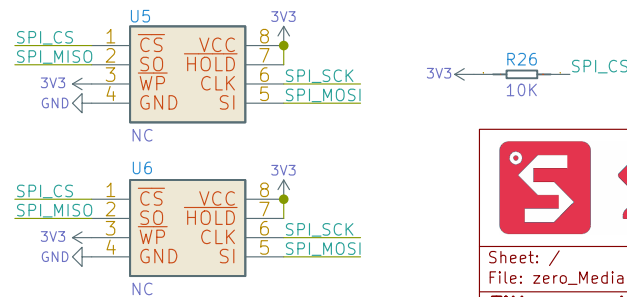 U5
3V3
SPI_CS 1 CS VCC 8
SPI_MISO 2 SO HOLD 7
3V3 3 WP CLK 6 SPI_SCK
GND 4 GND SI 5 SPI_MOSI
NC
3V3 R26 SPI_CS
10K
U6
3V3
SPI_CS 1 CS VCC 8
SPI_MISO 2 SO HOLD 7
3V3 3 WP CLK 6 SPI_SCK
GND 4 GND SI 5 SPI_MOSI
NC
S
Sheet: /
File: zero_Media